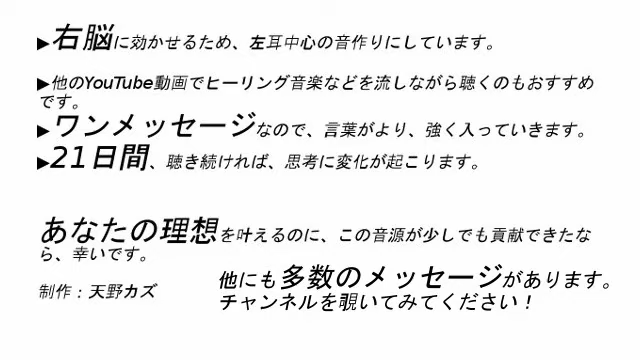 ▶右脳に効かせるため、左耳中心の音作りにしています。
▶他のYouTube動画でヒーリング音楽などを流しながら聴くのもおすすめ
です。
▶ワンメッセージなので、言葉がより、強く入っていきます。
▶21日間、聴き続ければ、思考に変化が起こります。
あなたの理想を叶えるのに、この音源が少しでも貢献できたな
ら、幸いです。
他にも多数のメッセージがあります。
制作：天野カズ
チャンネルを覗いてみてください！